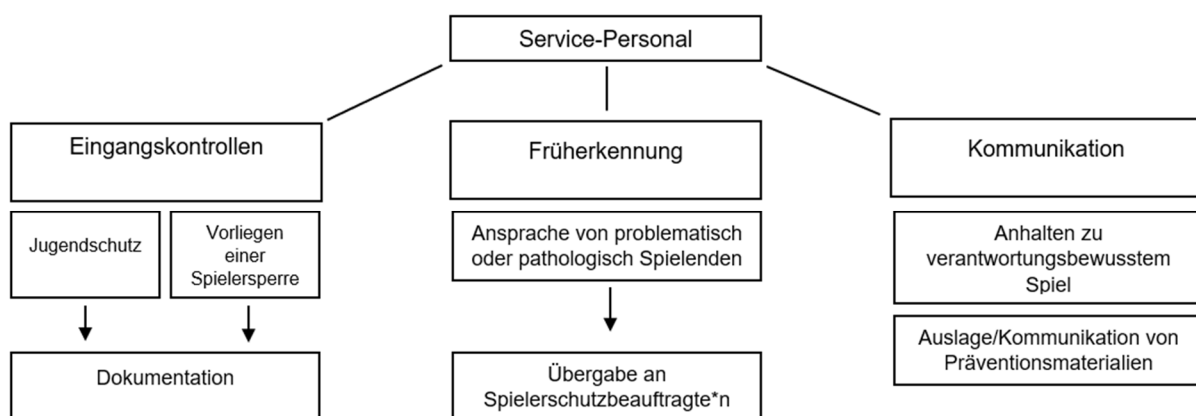 Service-Personal
Eingangskontrollen
Früherkennung
Kommunikation
Jugendschutz
Vorliegen
einer
Spielersperre
Ansprache von problematisch
oder pathologisch Spielenden
Anhalten zu
verantwortungsbewusstem
Spiel
Dokumentation
Übergabe an
Spielerschutzbeauftragte*n
Auslage/Kommunikation von
Präventionsmaterialien